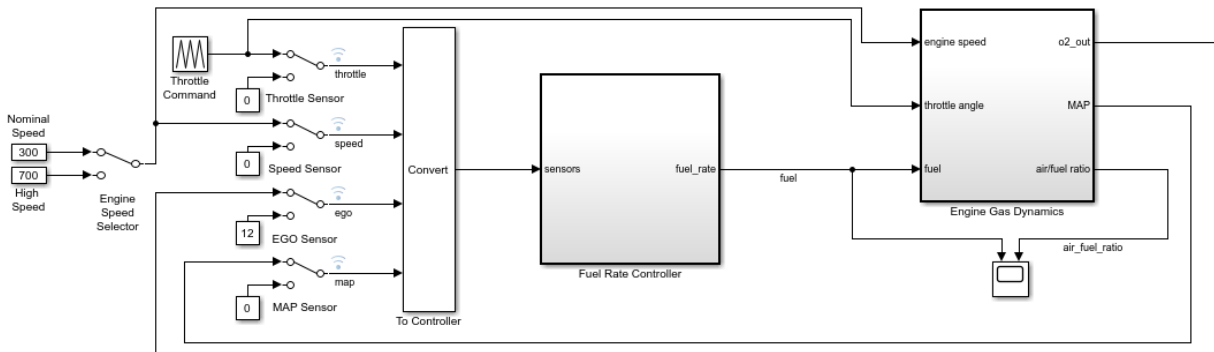 engine speed
o2_out
Throttle
Command
throttle
0
Throttle Sensor
throttle angle
MAP
Nominal
Speed
300
700
High
Speed
Engine
Speed
Selector
speed
0
Speed Sensor
Convert
sensors
fuel_rate
fuel
fuel
air/fuel ratio
Engine Gas Dynamics
ego
12
EGO Sensor
air_fuel_ratio
map
0
MAP Sensor
To Controller
Fuel Rate Controller